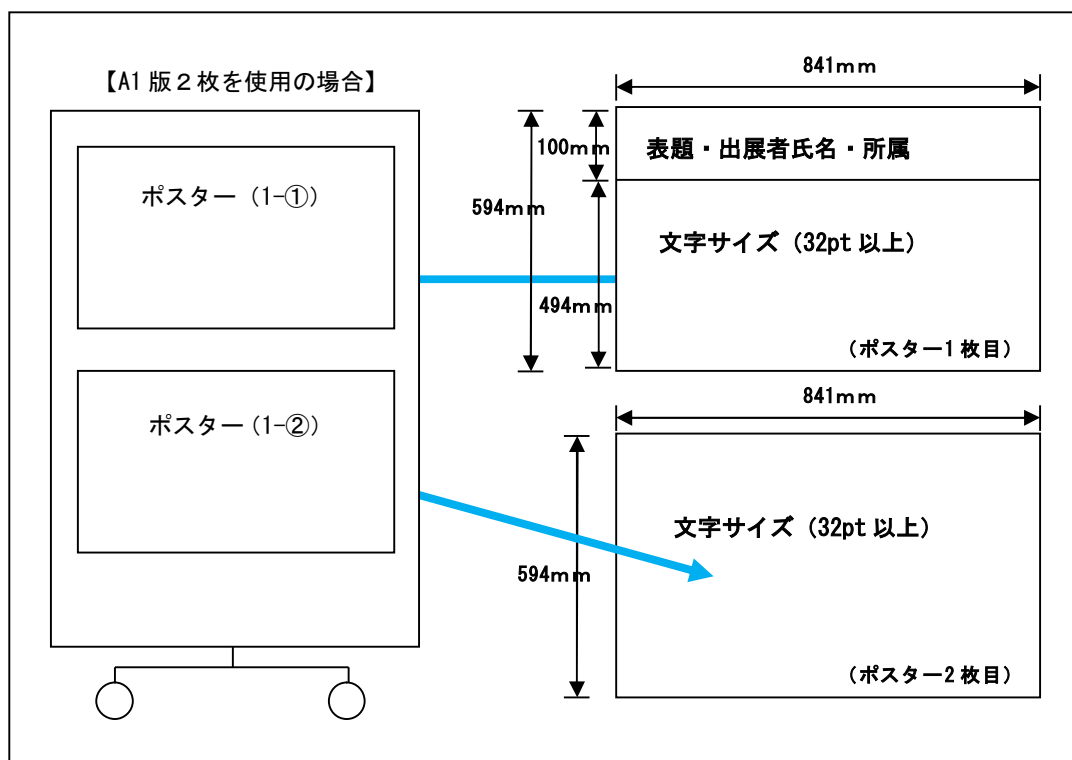 【A1 版２枚を使用の場合】
ポスター（1-①）
ポスター（1-②）
841ｍｍ
100ｍｍ
表題・出展者氏名・所属
594ｍｍ
文字サイズ（32pt 以上）
494ｍｍ
（ポスター1 枚目）
841ｍｍ
文字サイズ（32pt 以上）
594ｍｍ
（ポスター2 枚目）